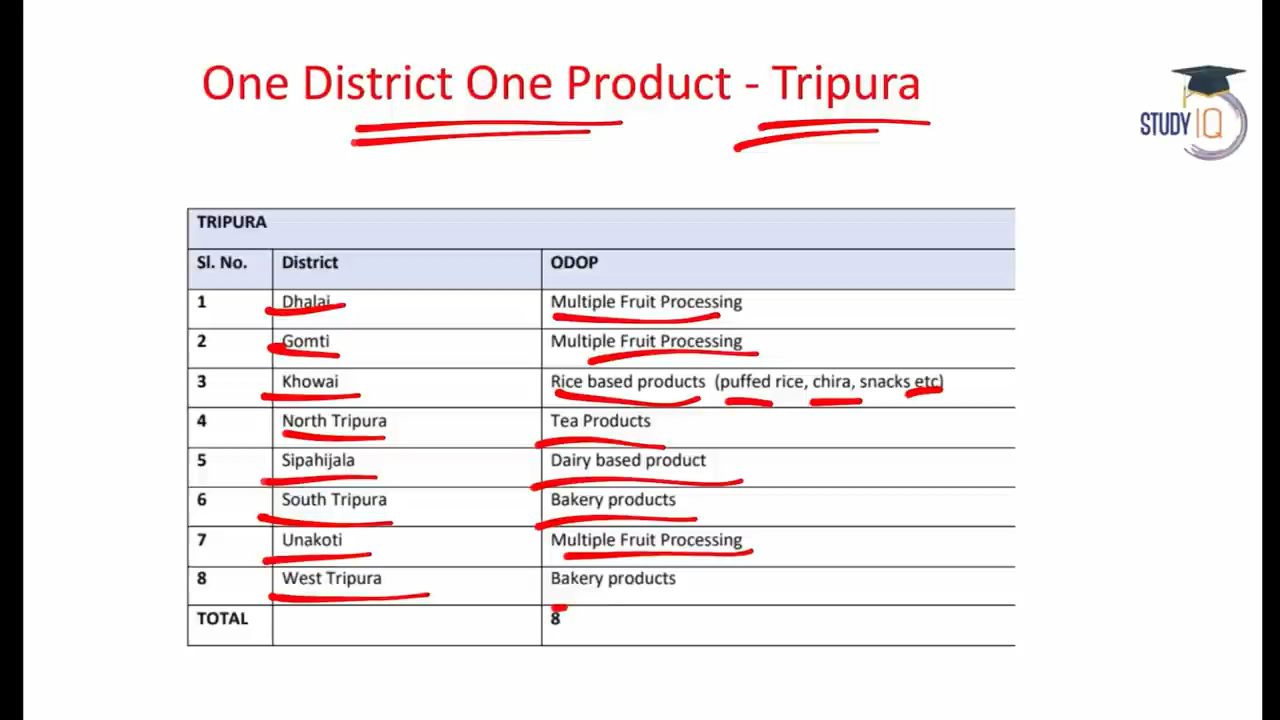 One District One Product - Tripura
STUDY IQ
TRIPURA
Sl. No. District ODOP
1 Dhalai Multiple Fruit Processing
2 Gomti Multiple Fruit Processing
3 Khowai Rice based products (puffed rice, chira, snacks etc)
4 North Tripura Tea Products
5 Sipahijala Dairy based product
6 South Tripura Bakery products
7 Unakoti Multiple Fruit Processing
8 West Tripura Bakery products
TOTAL 8